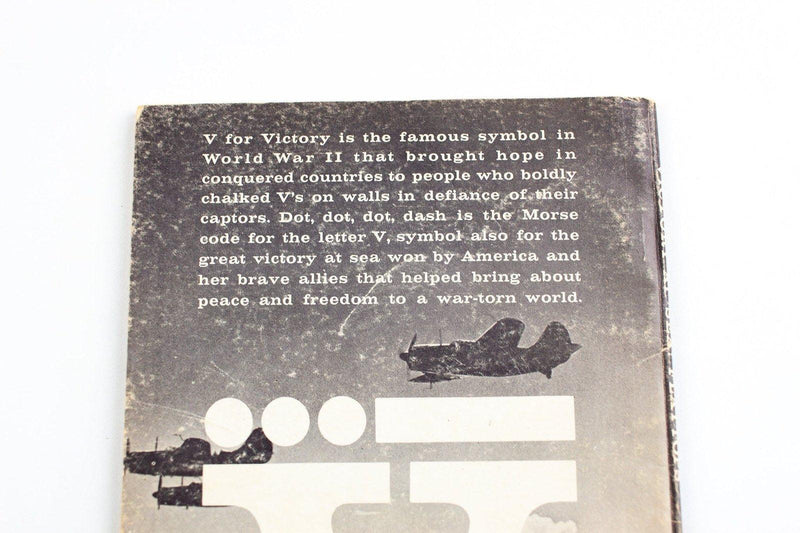 V for Victory is the famous symbol in
World War II that brought hope in
conquered countries to people who boldly
chalked V's on walls in defiance of their
captors. Dot, dot, dot, dash is the Morse
code for the letter V, symbol also for the
great victory at sea won by America and
her brave allies that helped bring about
peace and freedom to a war-torn world.
V